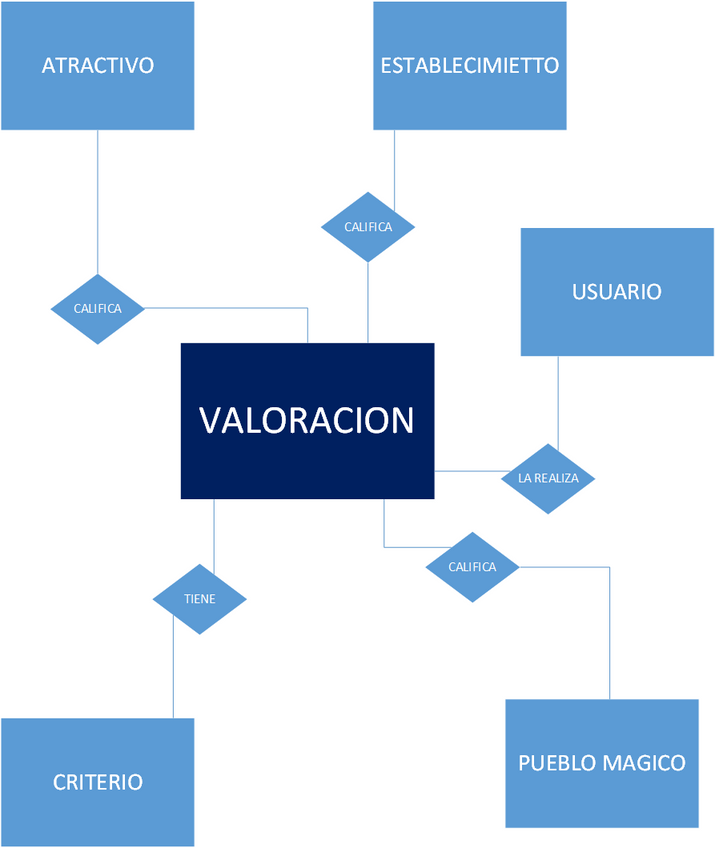 ATRACTIVO
ESTABLECIMIETTO
CALIFICA
USUARIO
CALIFICA
VALORACION
LA REALIZA
CALIFICA
TIENE
PUEBLO MAGICO
CRITERIO